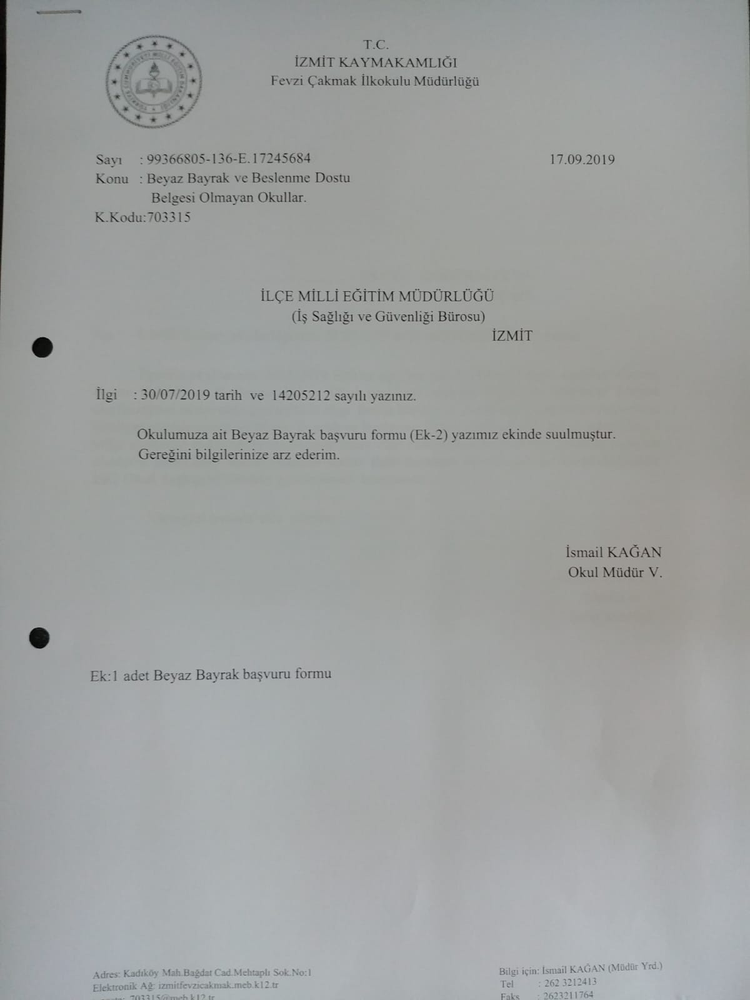 T.C.
İZMİT KAYMAKAMLIĞI
Fevzi Çakmak İlkokulu Müdürlüğü
Sayı : 99366805-136-E.17245684
17.09.2019
Konu : Beyaz Bayrak ve Beslenme Dostu
Belgesi Olmayan Okullar.
K.Kodu:703315
İLÇE MİLLİ EĞİTİM MÜDÜRLÜĞÜ
(İş Sağlığı ve Güvenliği Bürosu)
İZMİT
İlgi : 30/07/2019 tarih ve 14205212 sayılı yazınız.
Okulumuza ait Beyaz Bayrak başvuru formu (Ek-2) yazımız ekinde suulmuştur.
Gereğini bilgilerinize arz ederim.
İsmail KAĞAN
Okul Müdür V.
Ek:1 adet Beyaz Bayrak başvuru formu
Adres: Kadıköy Mah.Bağdat Cad.Mehtaplı Sok.No:1
Elektronik Ağ: izmitfevzicakmak.meb.k12.tr
703315@meb.k12.tr
Bilgi için: İsmail KAĞAN (Müdür Yrd.)
Tel : 262 3212413
Faks : 2623211764